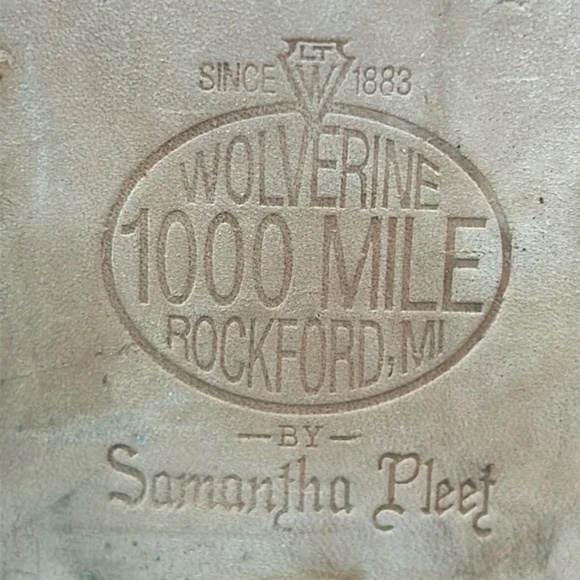 LT
SINCE W 1883
WOLVERINE
1000 MILE
ROCKFORD, MI
—BY—
Samantha Pleet